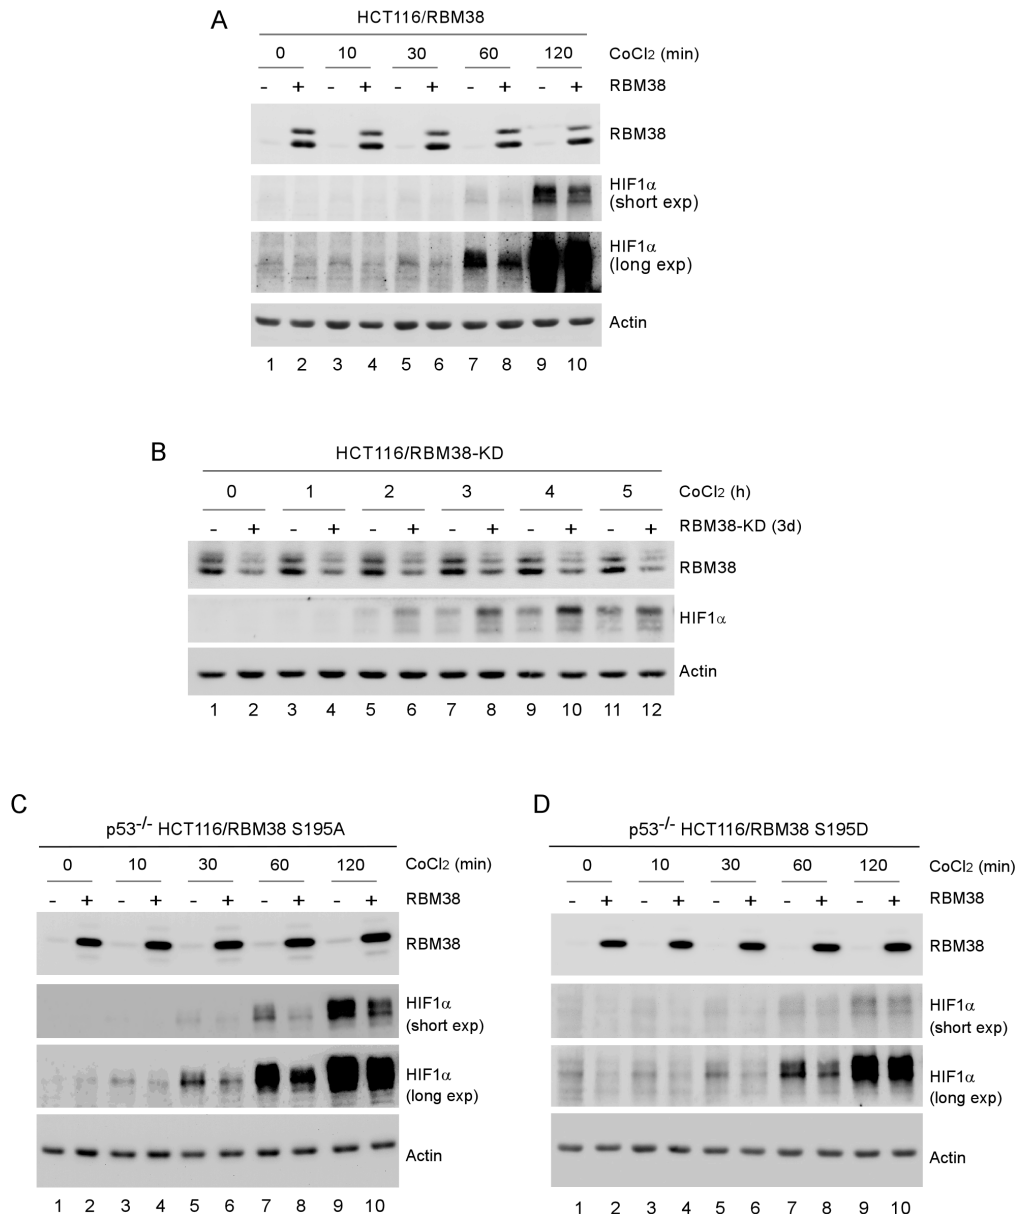 A
HCT116/RBM38
0 10 30 60 120 CoCl2 (min)
- + - + - + - + - + RBM38
RBM38
HIF1α
(short exp)
HIF1α
(long exp)
Actin
1 2 3 4 5 6 7 8 9 10
B
HCT116/RBM38-KD
0 1 2 3 4 5 CoCl2 (h)
- + - + - + - + - + - + RBM38-KD (3d)
RBM38
HIF1α
Actin
1 2 3 4 5 6 7 8 9 10 11 12
C
p53-/- HCT116/RBM38 S195A
0 10 30 60 120 CoCl2 (min)
- + - + - + - + - + RBM38
RBM38
HIF1α
(short exp)
HIF1α
(long exp)
Actin
1 2 3 4 5 6 7 8 9 10
D
p53-/- HCT116/RBM38 S195D
0 10 30 60 120 CoCl2 (min)
- + - + - + - + - + RBM38
RBM38
HIF1α
(short exp)
HIF1α
(long exp)
Actin
1 2 3 4 5 6 7 8 9 10